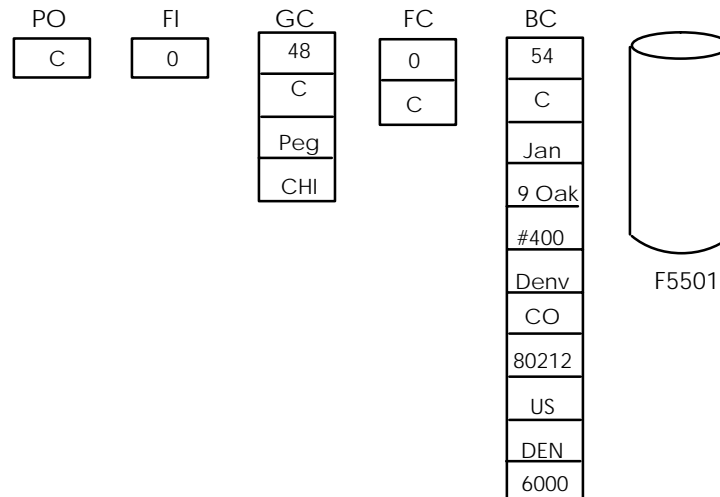 PO
C
FI
0
GC
48
C
Peg
CHI
FC
0
C
BC
54
C
Jan
9 Oak
#400
Denv
CO
80212
US
DEN
6000
F5501